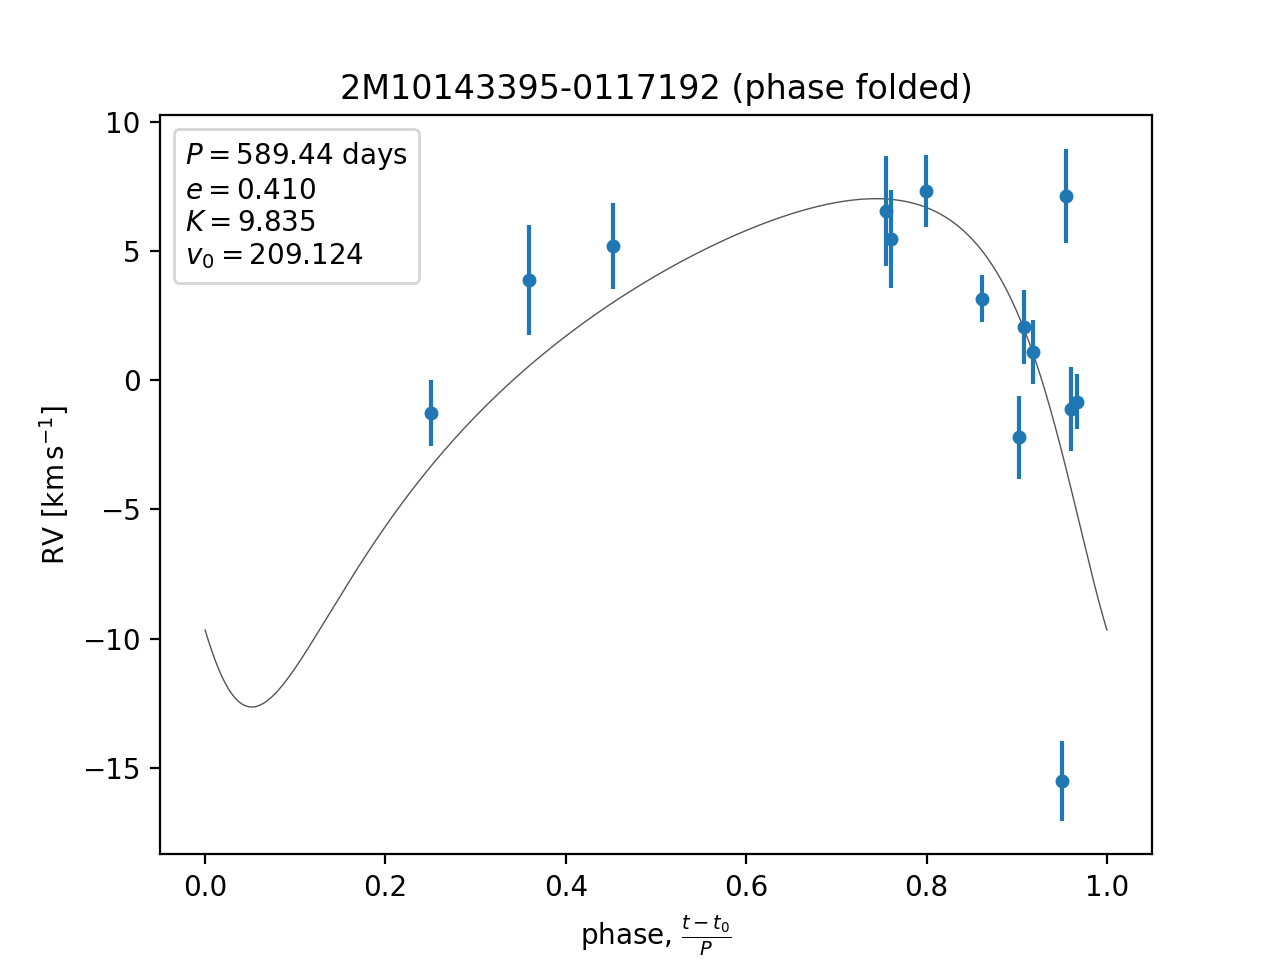 2M10143395-0117192 (phase folded)
P = 589.44 days
e = 0.410
K = 9.835
v₀ = 209.124
RV [km s⁻¹]
10
5
0
−5
−10
−15
0.0 0.2 0.4 0.6 0.8 1.0
phase, (t − t₀)/P